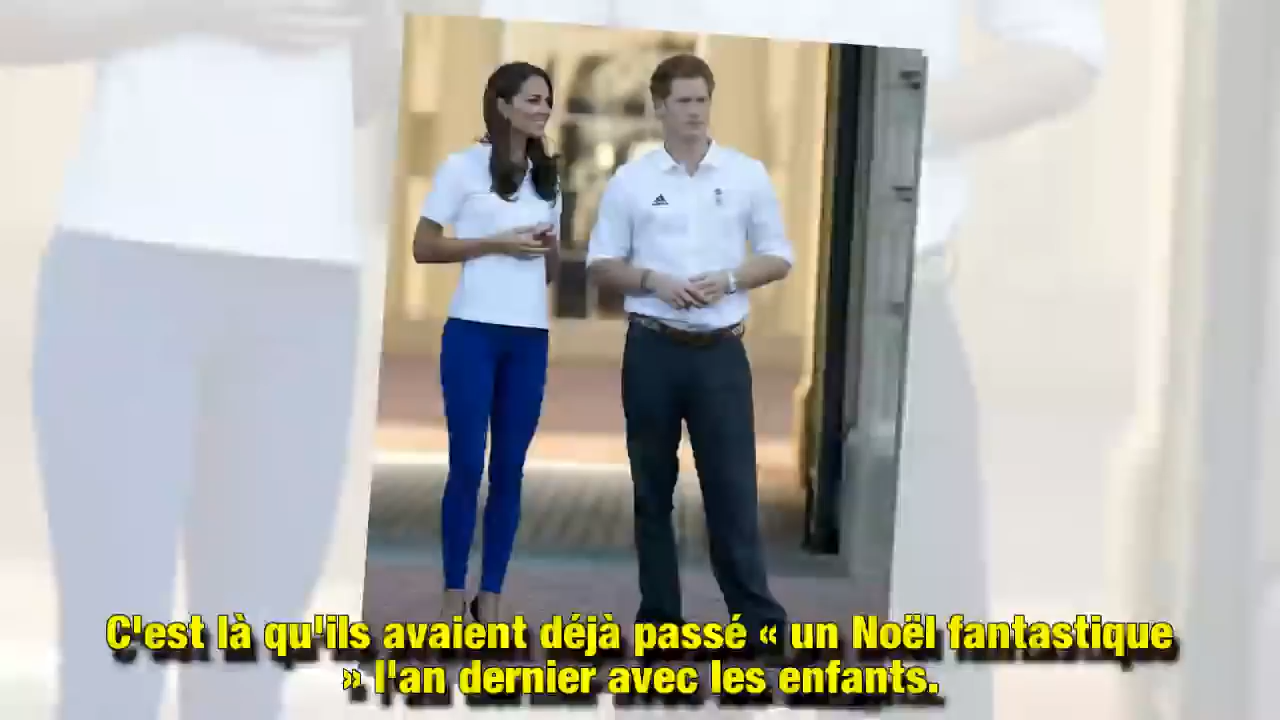 C'est là qu'ils avaient déjà passé « un Noël fantastique
» l'an dernier avec les enfants.